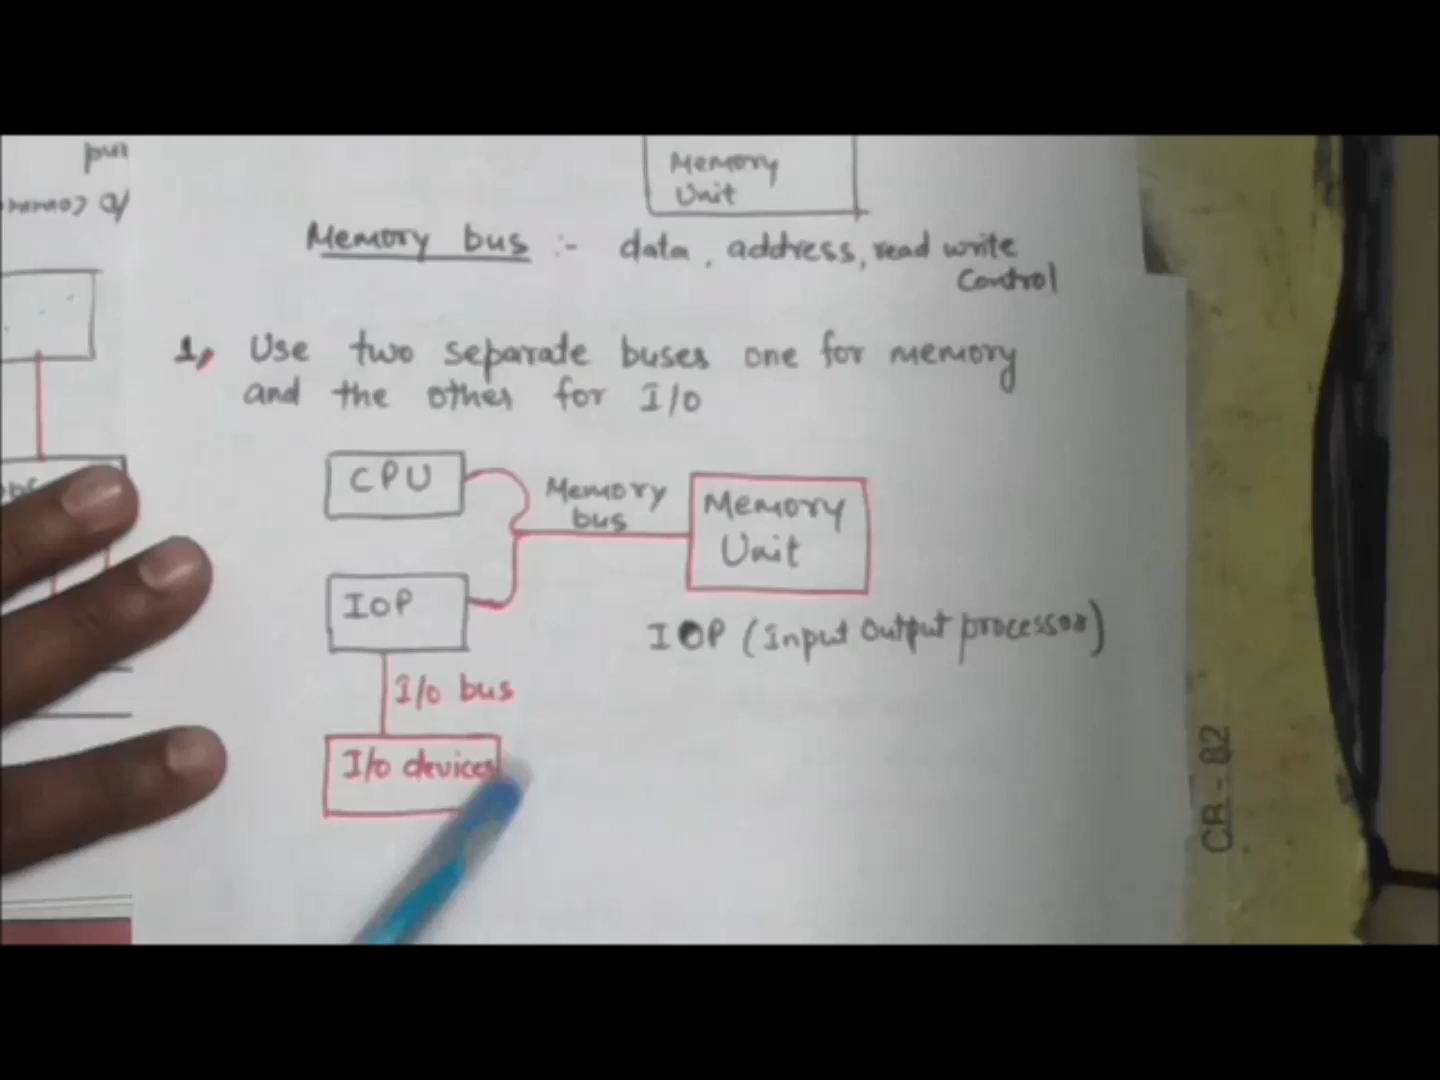 Memory
Unit
Memory bus :- data, address, read write
Control
1, Use two separate buses one for memory
and the other for I/O
CPU
Memory
bus
Memory
Unit
IOP
IOP (Input Output processor)
I/O bus
I/O devices
CR - 82